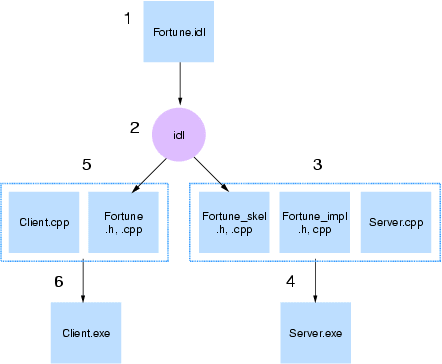 1
Fortune.idl
2
idl
5
3
Client.cpp
Fortune
.h, .cpp
Fortune_skel
.h, .cpp
Fortune_impl
.h, cpp
Server.cpp
6
4
Client.exe
Server.exe